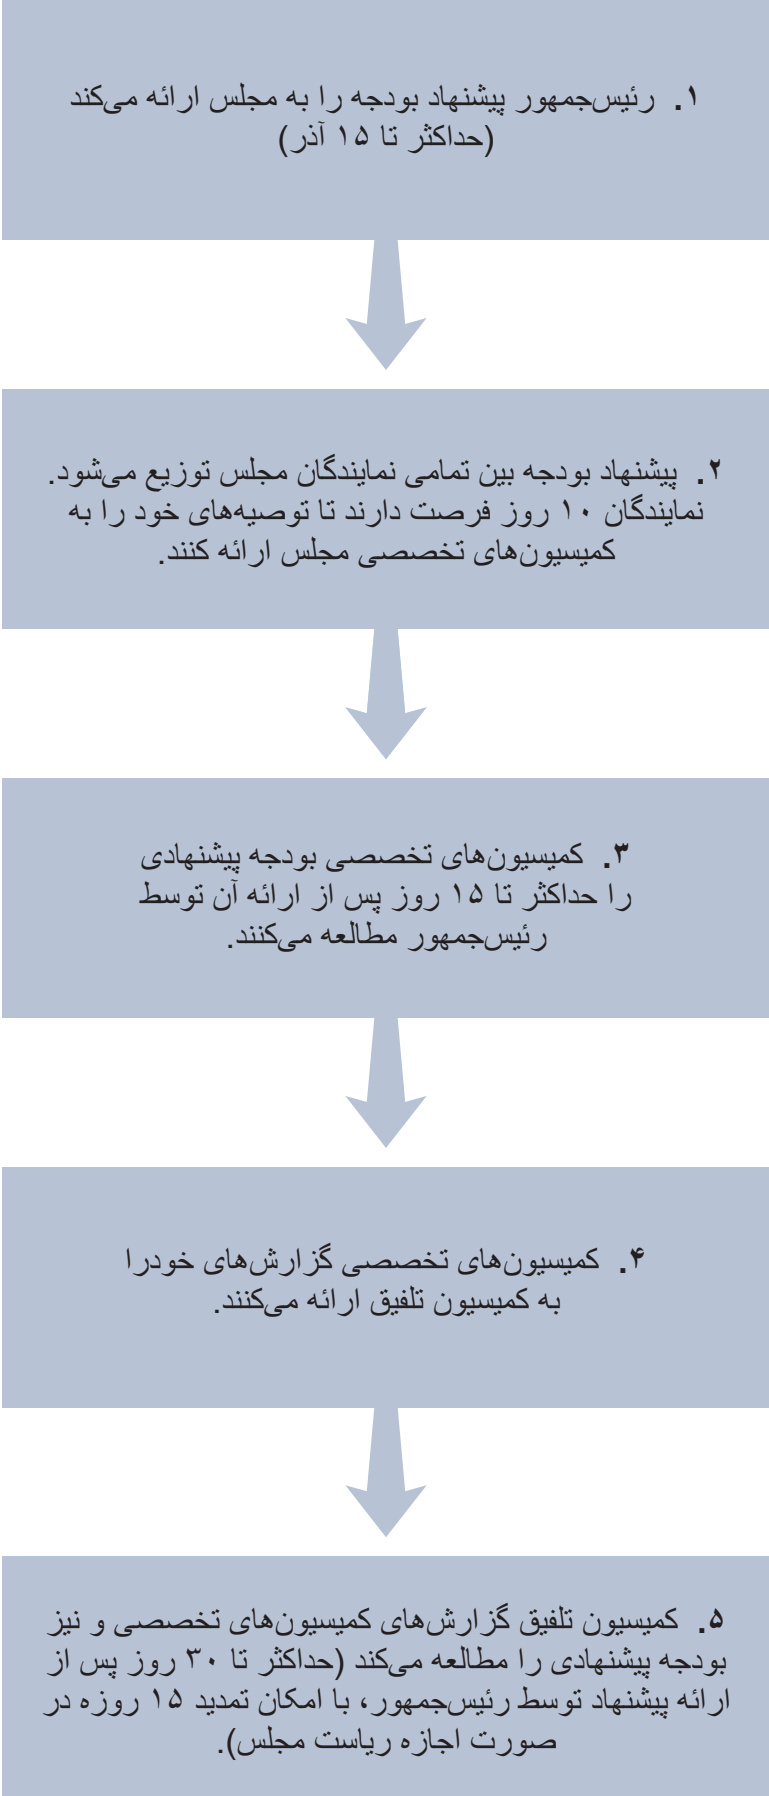 ۱. رئیس‌جمهور پیشنهاد بودجه را به مجلس ارائه می‌کند
(حداکثر تا ۱۵ آذر)
۲. پیشنهاد بودجه بین تمامی نمایندگان مجلس توزیع می‌شود.
نمایندگان ۱۰ روز فرصت دارند تا توصیه‌های خود را به
کمیسیون‌های تخصصی مجلس ارائه کنند.
۳. کمیسیون‌های تخصصی بودجه پیشنهادی
را حداکثر تا ۱۵ روز پس از ارائه آن توسط
رئیس‌جمهور مطالعه می‌کنند.
۴. کمیسیون‌های تخصصی گزارش‌های خودرا
به کمیسیون تلفیق ارائه می‌کنند.
۵. کمیسیون تلفیق گزارش‌های کمیسیون‌های تخصصی و نیز
بودجه پیشنهادی را مطالعه می‌کند (حداکثر تا ۳۰ روز پس از
ارائه پیشنهاد توسط رئیس‌جمهور، با امکان تمدید ۱۵ روزه در
صورت اجازه ریاست مجلس).